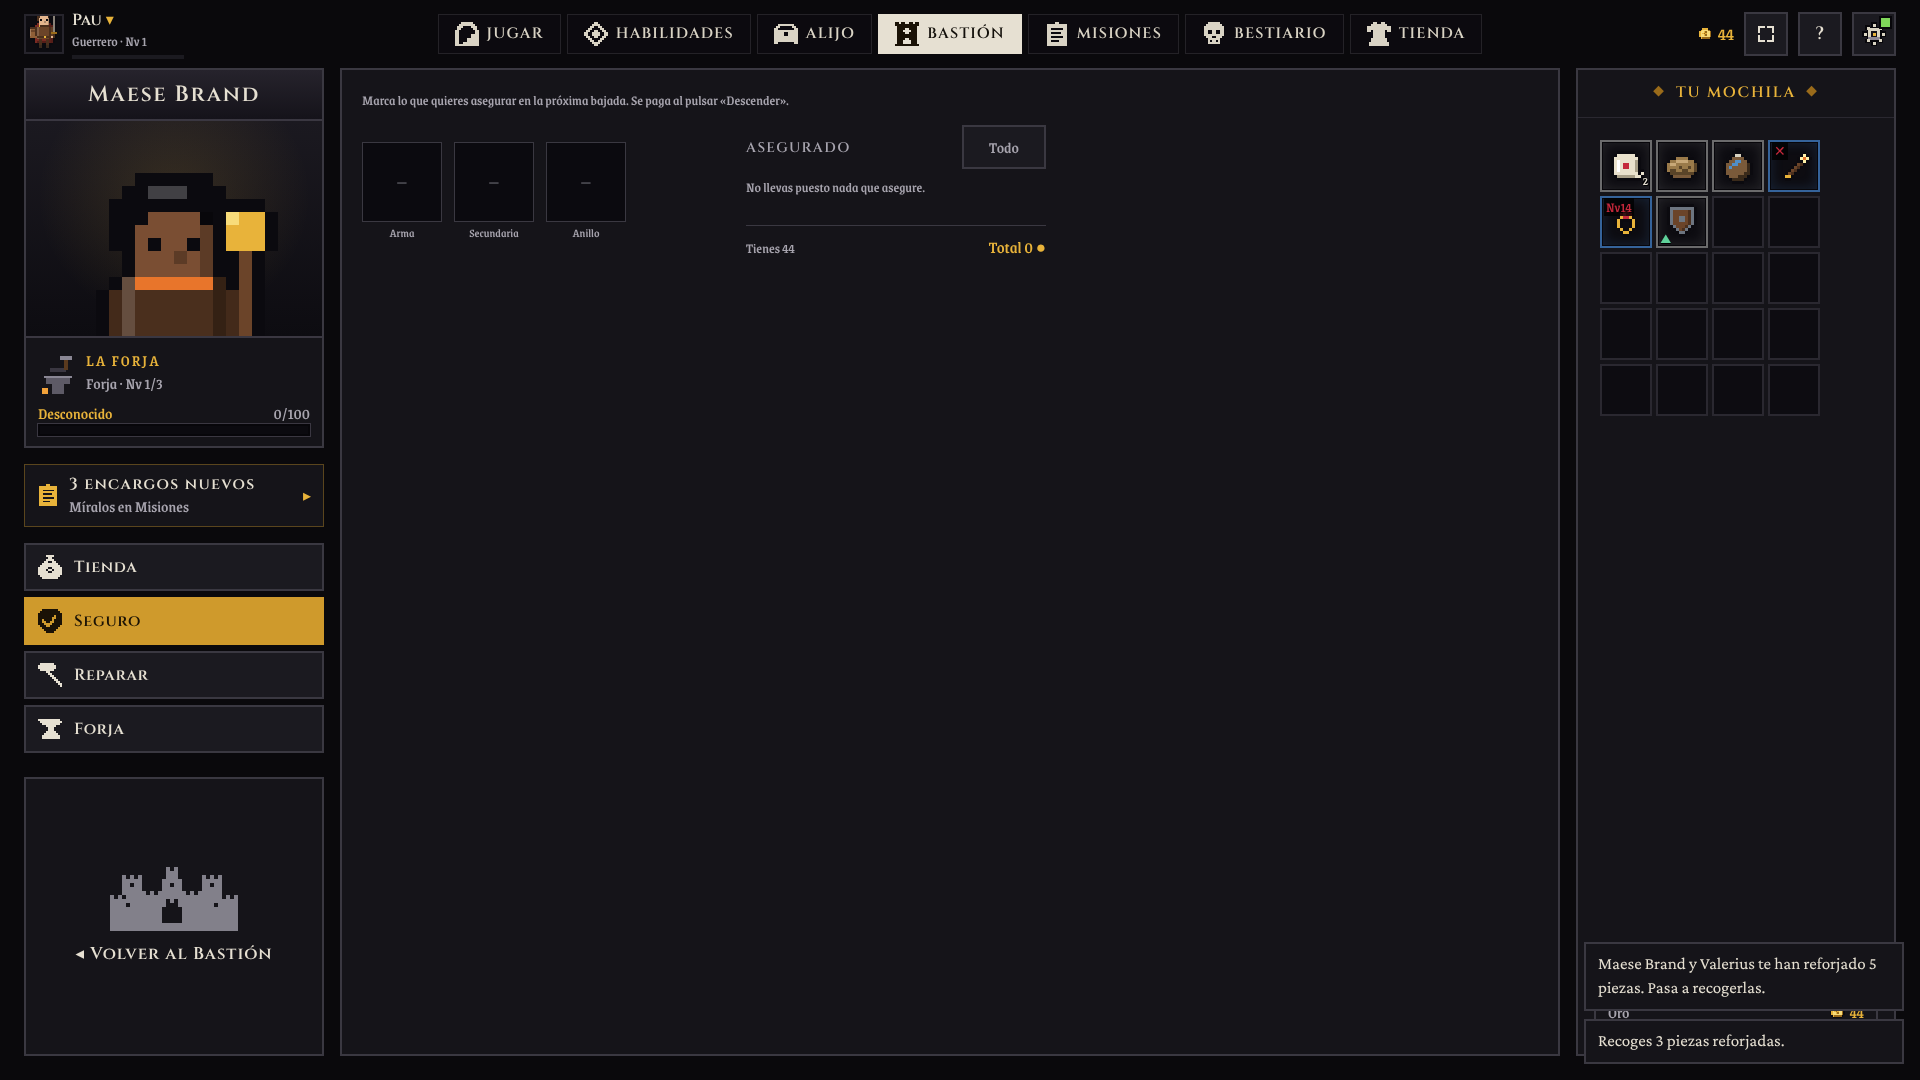 Pau ▾
Guerrero · Nv 1
JUGAR
HABILIDADES
ALIJO
BASTIÓN
MISIONES
BESTIARIO
TIENDA
44
?
Maese Brand
LA FORJA
Forja · Nv 1/3
Desconocido 0/100
3 ENCARGOS NUEVOS
Míralos en Misiones
Tienda
Seguro
Reparar
Forja
◂ Volver al Bastión
Marca lo que quieres asegurar en la próxima bajada. Se paga al pulsar «Descender».
– – –
Arma Secundaria Anillo
ASEGURADO Todo
No llevas puesto nada que asegure.
Tienes 44 Total 0 ●
◆ TU MOCHILA ◆
2
Nv14
Maese Brand y Valerius te han reforjado 5
piezas. Pasa a recogerlas.
Oro 44
Recoges 3 piezas reforjadas.